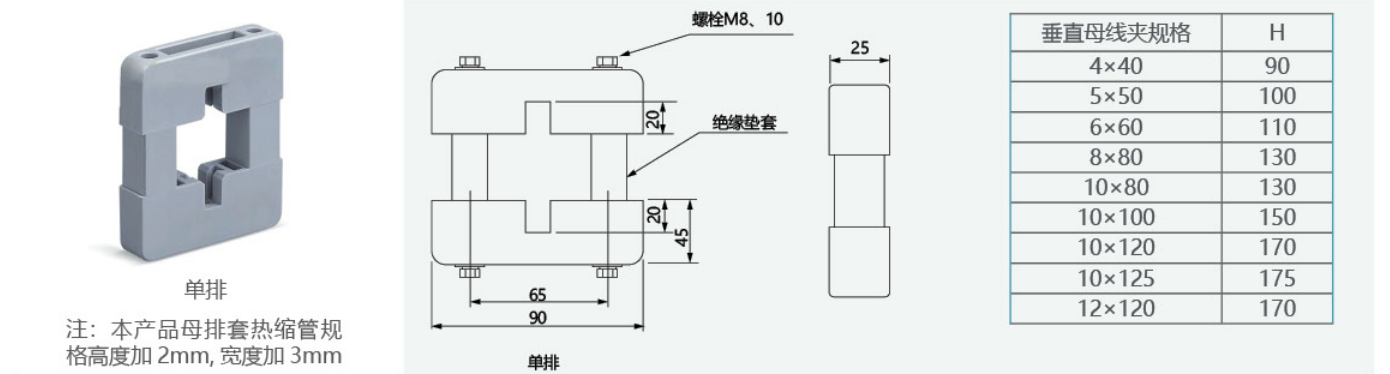 单排
注：本产品母排套热缩管规
格高度加 2mm, 宽度加 3mm
螺栓M8、10
20
绝缘垫套
20
45
65
90
单排
25
垂直母线夹规格 H
4×40 90
5×50 100
6×60 110
8×80 130
10×80 130
10×100 150
10×120 170
10×125 175
12×120 170